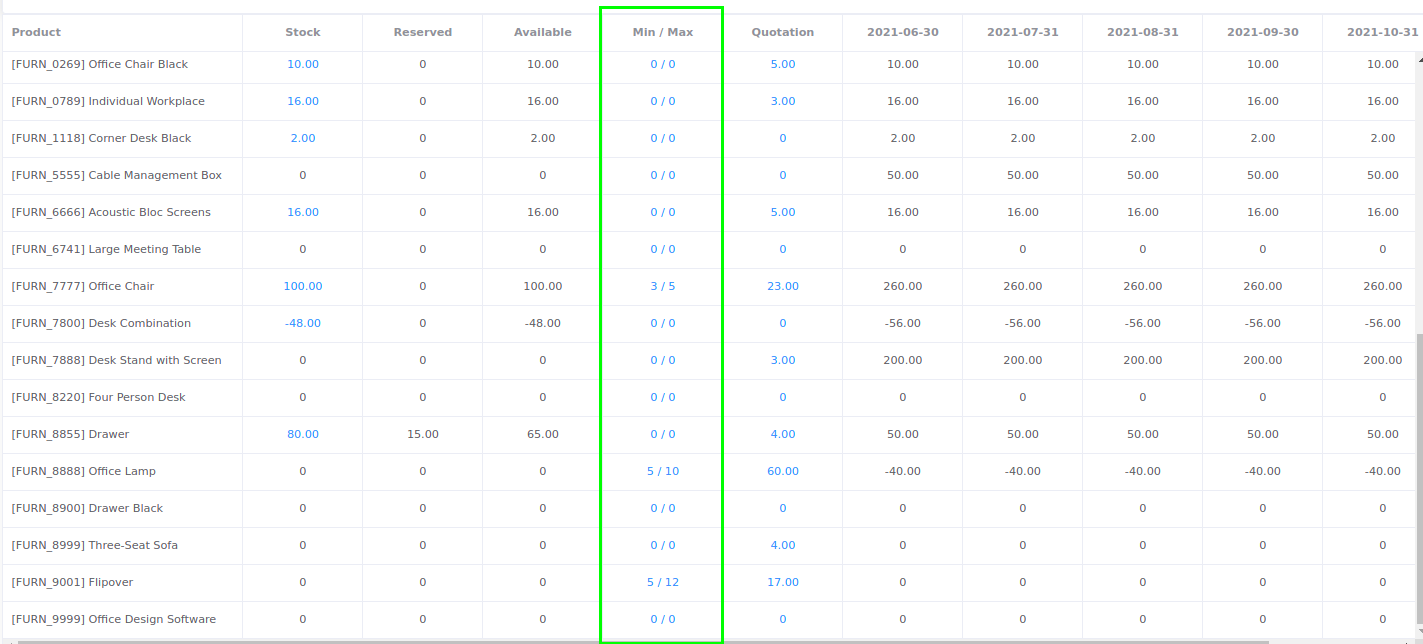 Product Stock Reserved Available Min / Max Quotation 2021-06-30 2021-07-31 2021-08-31 2021-09-30 2021-10-31
[FURN_0269] Office Chair Black 10.00 0 10.00 0 / 0 5.00 10.00 10.00 10.00 10.00 10.00
[FURN_0789] Individual Workplace 16.00 0 16.00 0 / 0 3.00 16.00 16.00 16.00 16.00 16.00
[FURN_1118] Corner Desk Black 2.00 0 2.00 0 / 0 0 2.00 2.00 2.00 2.00 2.00
[FURN_5555] Cable Management Box 0 0 0 0 / 0 0 50.00 50.00 50.00 50.00 50.00
[FURN_6666] Acoustic Bloc Screens 16.00 0 16.00 0 / 0 5.00 16.00 16.00 16.00 16.00 16.00
[FURN_6741] Large Meeting Table 0 0 0 0 / 0 0 0 0 0 0 0
[FURN_7777] Office Chair 100.00 0 100.00 3 / 5 23.00 260.00 260.00 260.00 260.00 260.00
[FURN_7800] Desk Combination -48.00 0 -48.00 0 / 0 0 -56.00 -56.00 -56.00 -56.00 -56.00
[FURN_7888] Desk Stand with Screen 0 0 0 0 / 0 3.00 200.00 200.00 200.00 200.00 200.00
[FURN_8220] Four Person Desk 0 0 0 0 / 0 0 0 0 0 0 0
[FURN_8855] Drawer 80.00 15.00 65.00 0 / 0 4.00 50.00 50.00 50.00 50.00 50.00
[FURN_8888] Office Lamp 0 0 0 5 / 10 60.00 -40.00 -40.00 -40.00 -40.00 -40.00
[FURN_8900] Drawer Black 0 0 0 0 / 0 0 0 0 0 0 0
[FURN_8999] Three-Seat Sofa 0 0 0 0 / 0 4.00 0 0 0 0 0
[FURN_9001] Flipover 0 0 0 5 / 12 17.00 0 0 0 0 0
[FURN_9999] Office Design Software 0 0 0 0 / 0 0 0 0 0 0 0